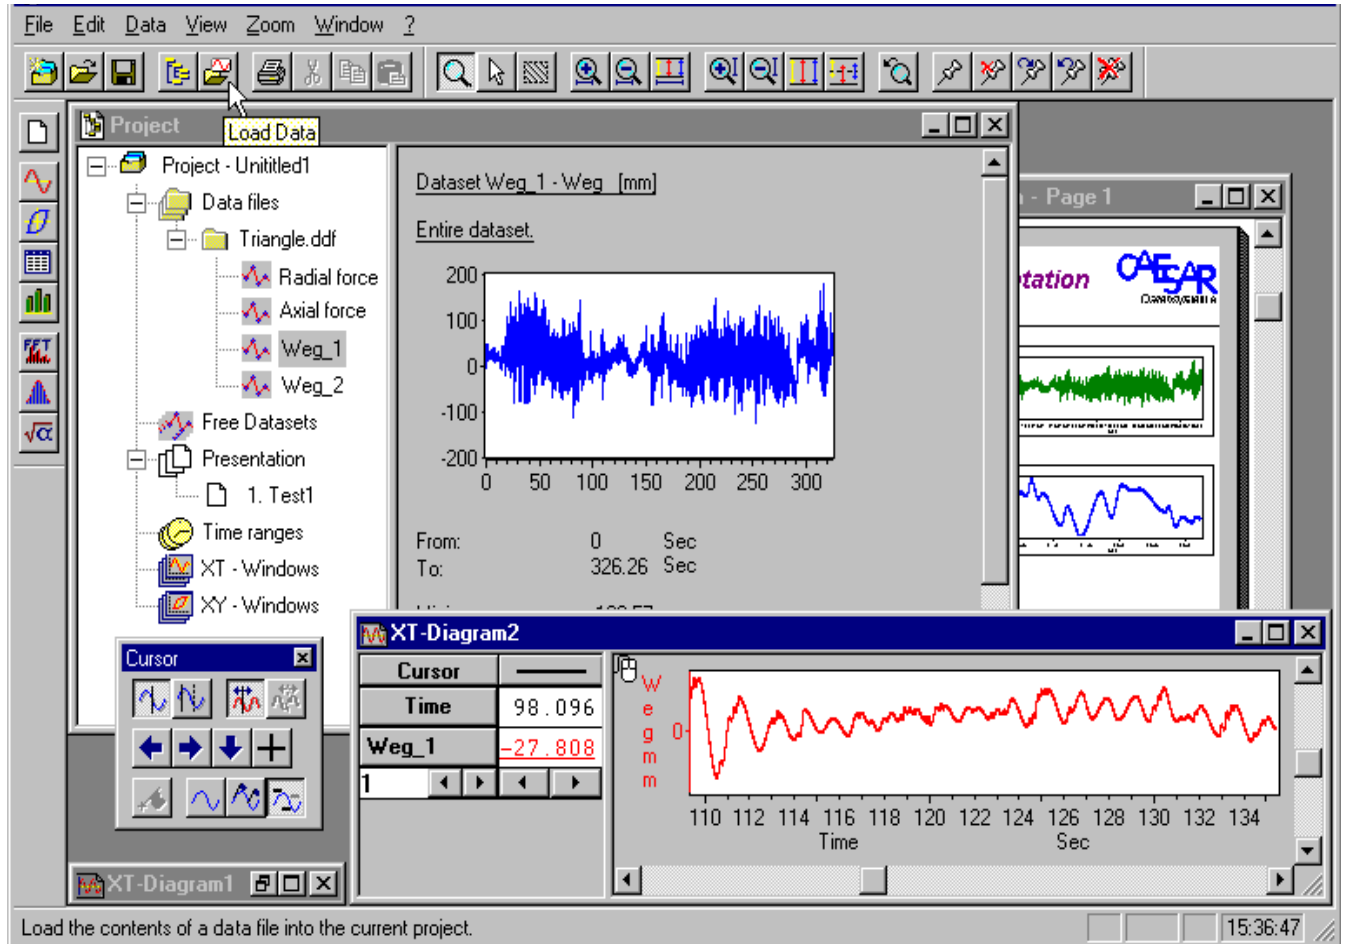 File Edit Data View Zoom Window ?
Project
Load Data
Project - Unititled1
Data files
Triangle.ddf
Radial force
Axial force
Weg_1
Weg_2
Free Datasets
Presentation
1. Test1
Time ranges
XT - Windows
XY - Windows
FFT
√α
Dataset Weg_1 - Weg [mm]
Entire dataset.
200
100
0
-100
-200
0 50 100 150 200 250 300
From: 0 Sec
To: 326.26 Sec
- Page 1
tation
CAESAR
Cursor
XT-Diagram2
Cursor
Time 98.096
Weg_1 -27.808
1
Weg mm
0
110 112 114 116 118 120 122 124 126 128 130 132 134
Time Sec
XT-Diagram1
Load the contents of a data file into the current project.
15:36:47